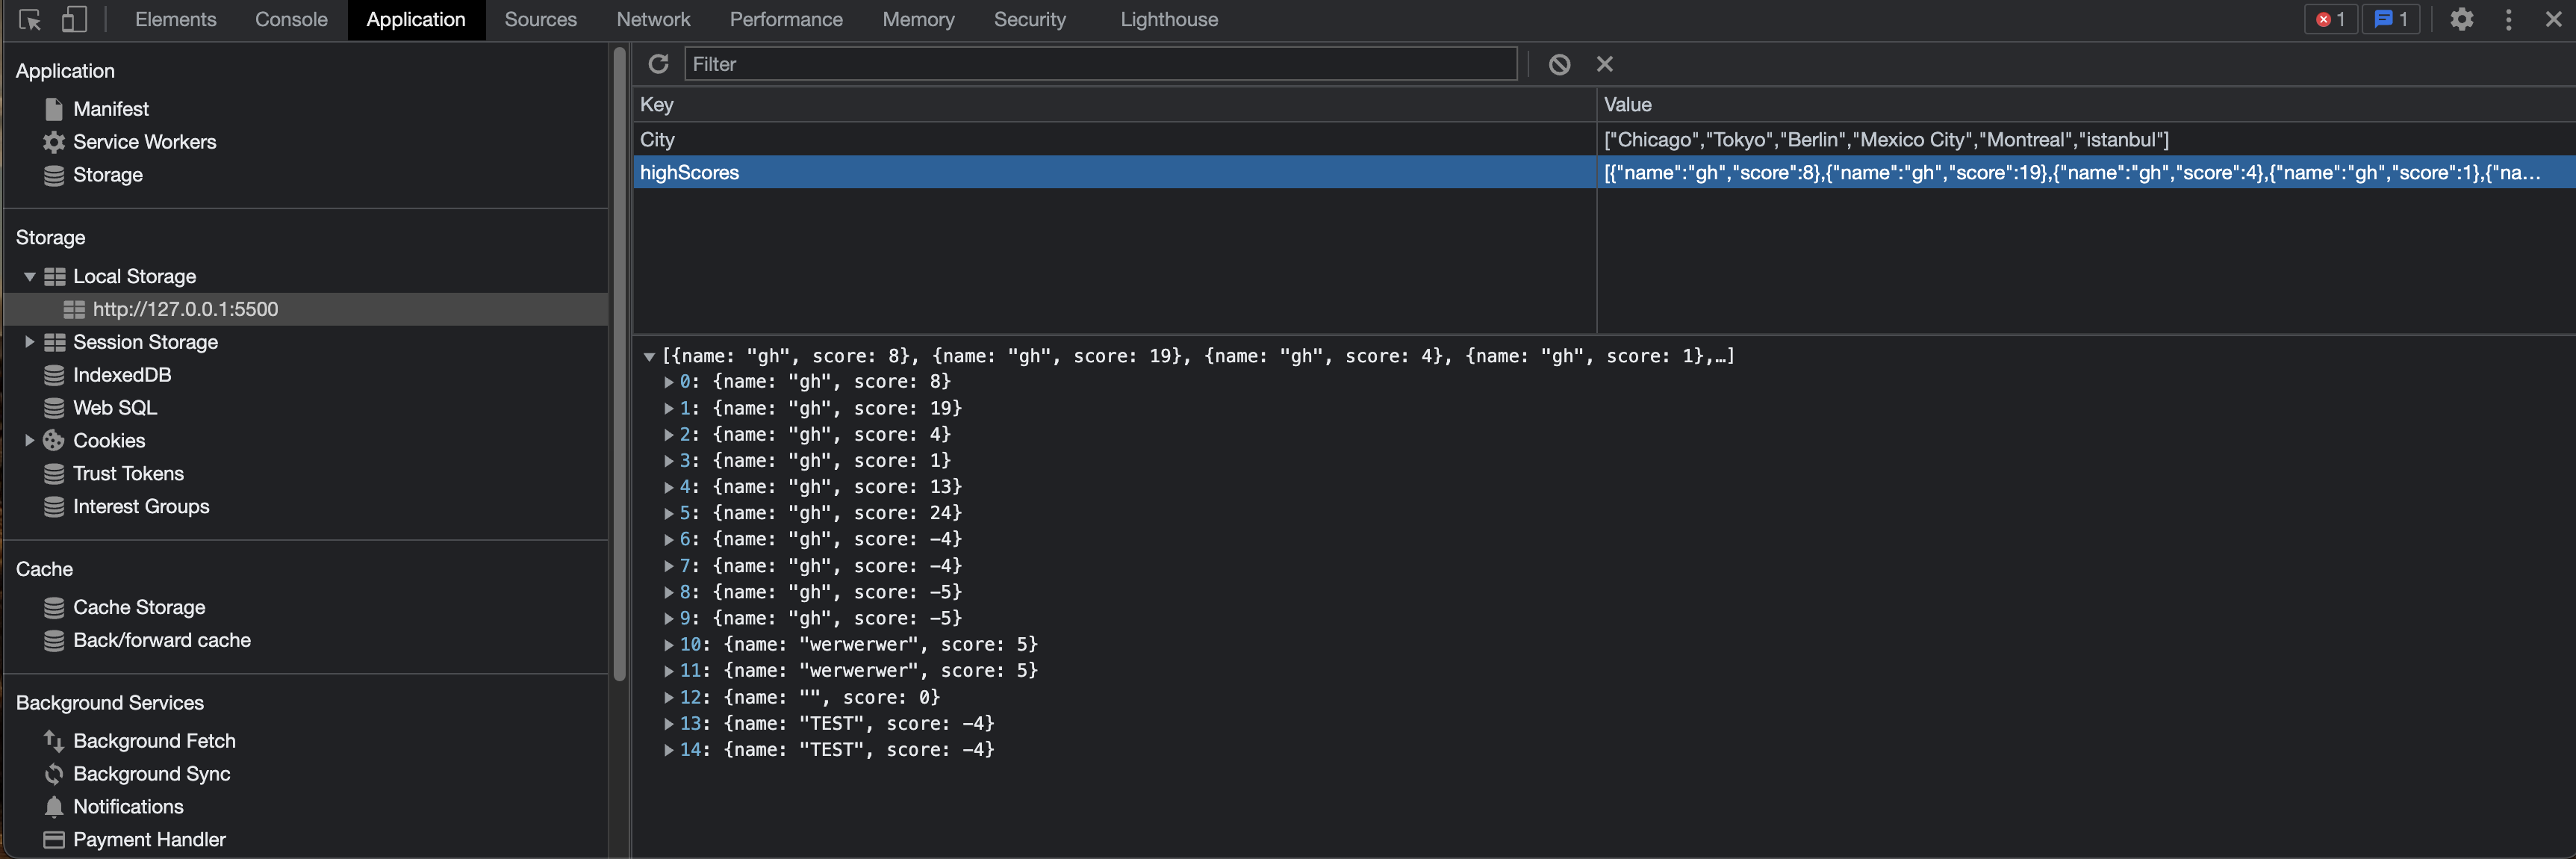 Elements Console Application Sources Network Performance Memory Security Lighthouse 1 1
Application
Manifest
Service Workers
Storage
Storage
Local Storage
http://127.0.0.1:5500
Session Storage
IndexedDB
Web SQL
Cookies
Trust Tokens
Interest Groups
Cache
Cache Storage
Back/forward cache
Background Services
Background Fetch
Background Sync
Notifications
Payment Handler
Filter
Key Value
City ["Chicago","Tokyo","Berlin","Mexico City","Montreal","istanbul"]
highScores [{"name":"gh","score":8},{"name":"gh","score":19},{"name":"gh","score":4},{"name":"gh","score":1},{"na…
[{name: "gh", score: 8}, {name: "gh", score: 19}, {name: "gh", score: 4}, {name: "gh", score: 1},…]
0: {name: "gh", score: 8}
1: {name: "gh", score: 19}
2: {name: "gh", score: 4}
3: {name: "gh", score: 1}
4: {name: "gh", score: 13}
5: {name: "gh", score: 24}
6: {name: "gh", score: -4}
7: {name: "gh", score: -4}
8: {name: "gh", score: -5}
9: {name: "gh", score: -5}
10: {name: "werwerwer", score: 5}
11: {name: "werwerwer", score: 5}
12: {name: "", score: 0}
13: {name: "TEST", score: -4}
14: {name: "TEST", score: -4}